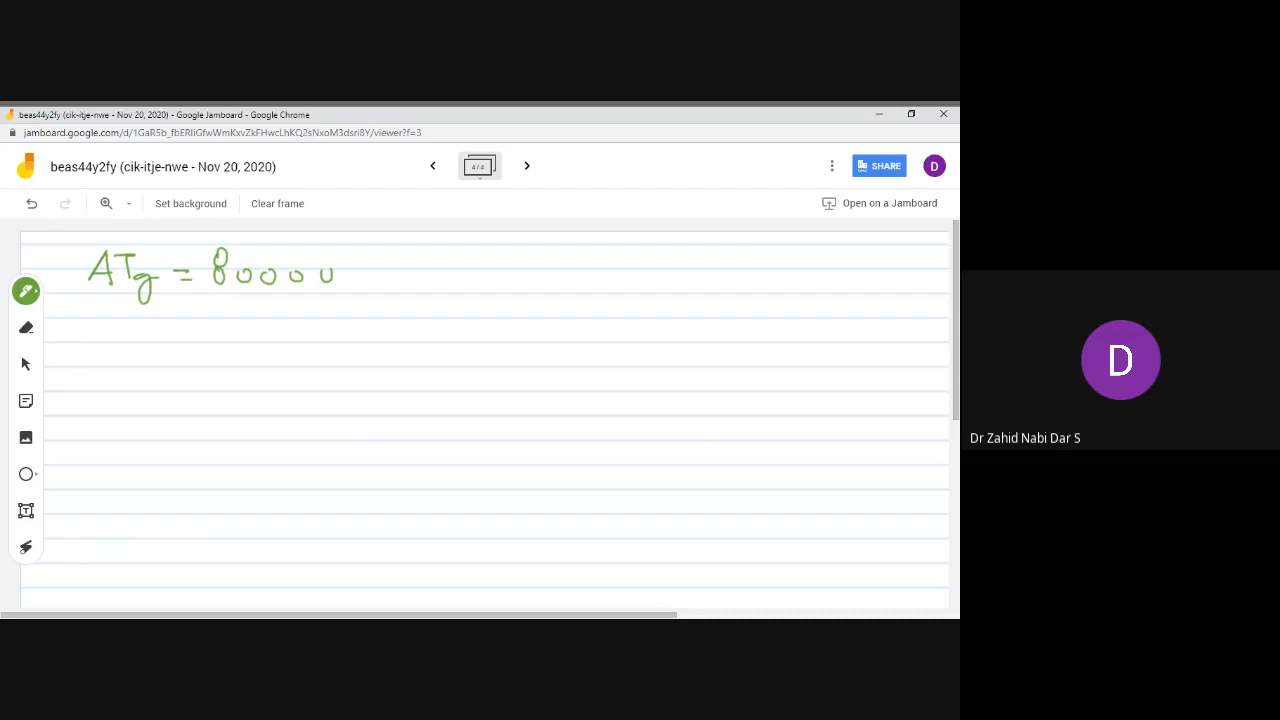 beas44y2fy (cik-itje-nwe - Nov 20, 2020) - Google Jamboard - Google Chrome
jamboard.google.com/d/1GaR5b_fbERIiGfwWmKxvZkFHwcLhKQ2sNxoM3dsri8Y/viewer?f=3
beas44y2fy (cik-itje-nwe - Nov 20, 2020)
4 / 4
SHARE
D
Set background
Clear frame
Open on a Jamboard
ATg = 80000
D
Dr Zahid Nabi Dar S